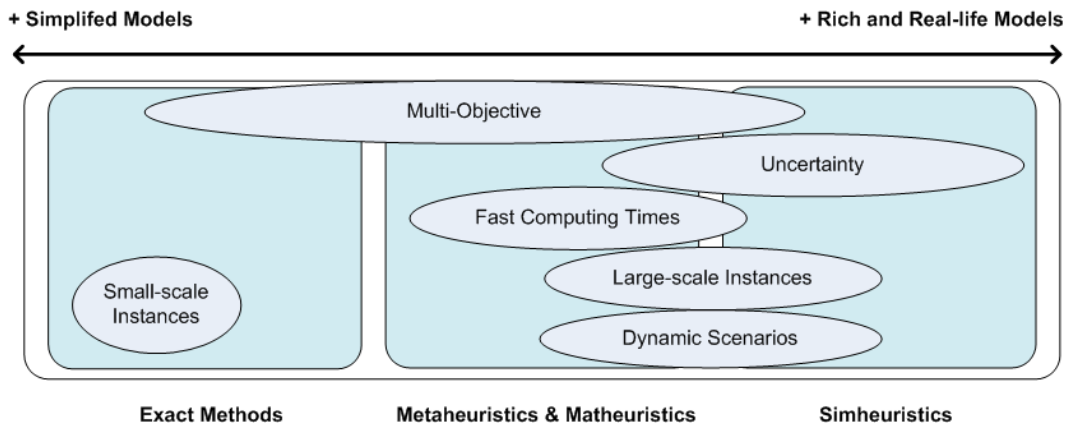 + Simplifed Models
+ Rich and Real-life Models
Multi-Objective
Uncertainty
Fast Computing Times
Large-scale Instances
Small-scale
Instances
Dynamic Scenarios
Exact Methods
Metaheuristics & Matheuristics
Simheuristics